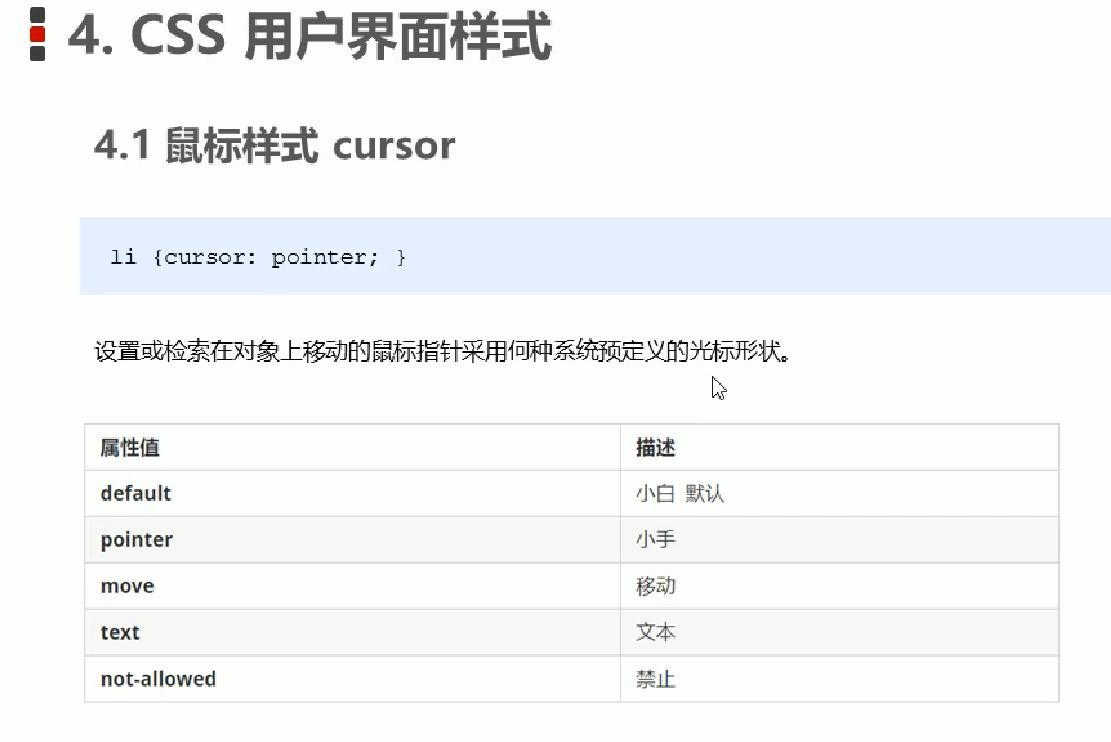 4. CSS 用户界面样式
4.1 鼠标样式 cursor
li {cursor: pointer; }
设置或检索在对象上移动的鼠标指针采用何种系统预定义的光标形状。
属性值 描述
default 小白 默认
pointer 小手
move 移动
text 文本
not-allowed 禁止